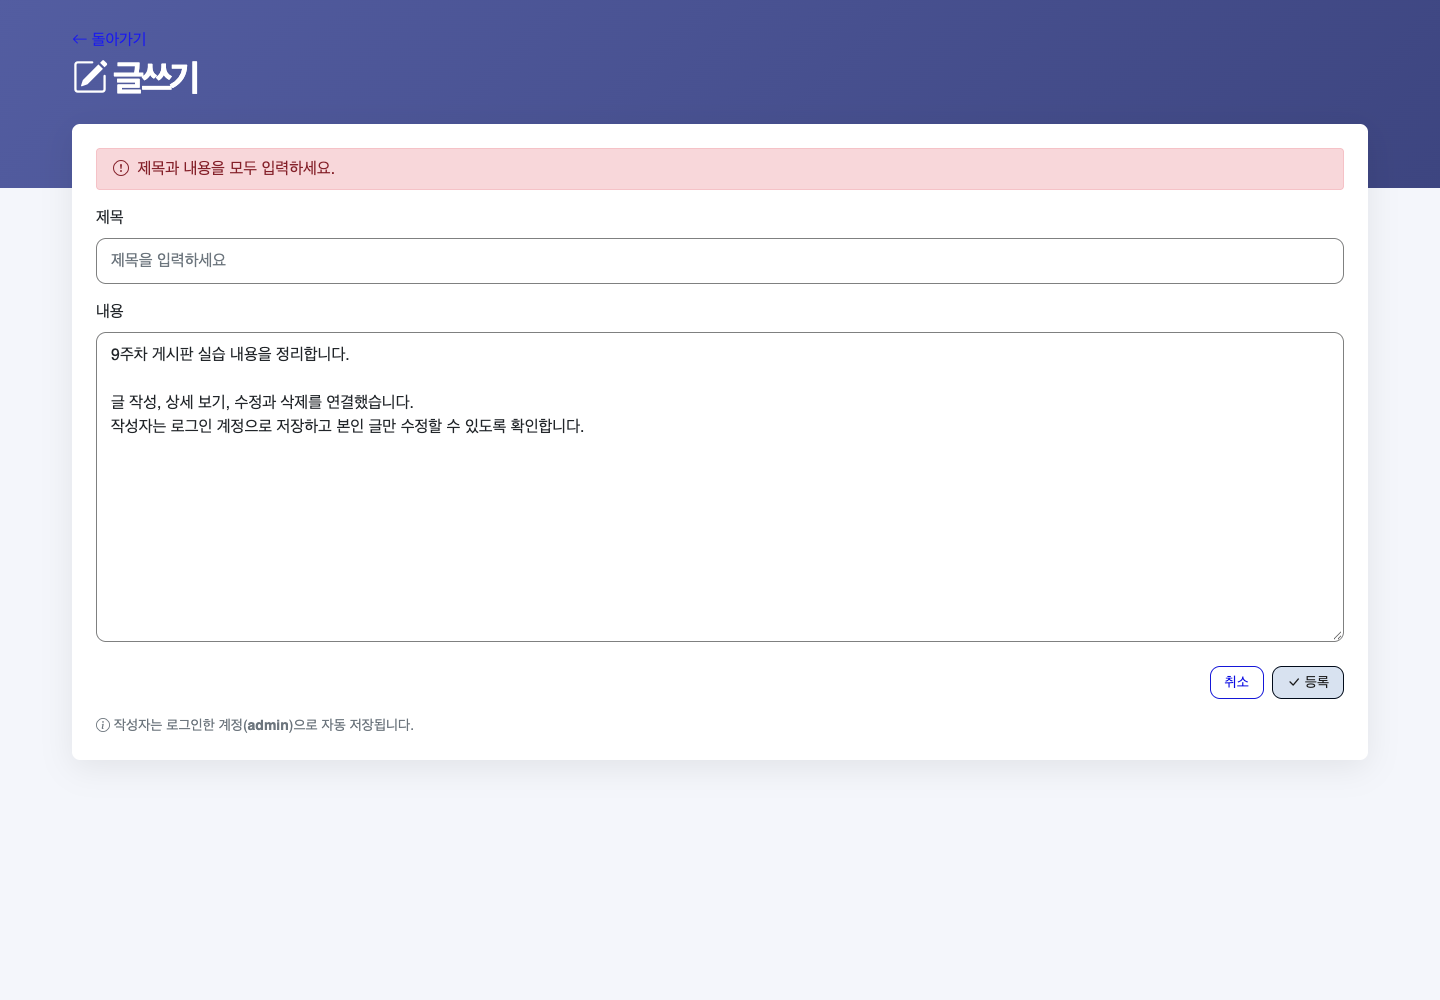 돌아가기
글쓰기
제목과 내용을 모두 입력하세요.
제목
제목을 입력하세요
내용
9주차 게시판 실습 내용을 정리합니다.
글 작성, 상세 보기, 수정과 삭제를 연결했습니다.
작성자는 로그인 계정으로 저장하고 본인 글만 수정할 수 있도록 확인합니다.
취소 등록
작성자는 로그인한 계정(admin)으로 자동 저장됩니다.